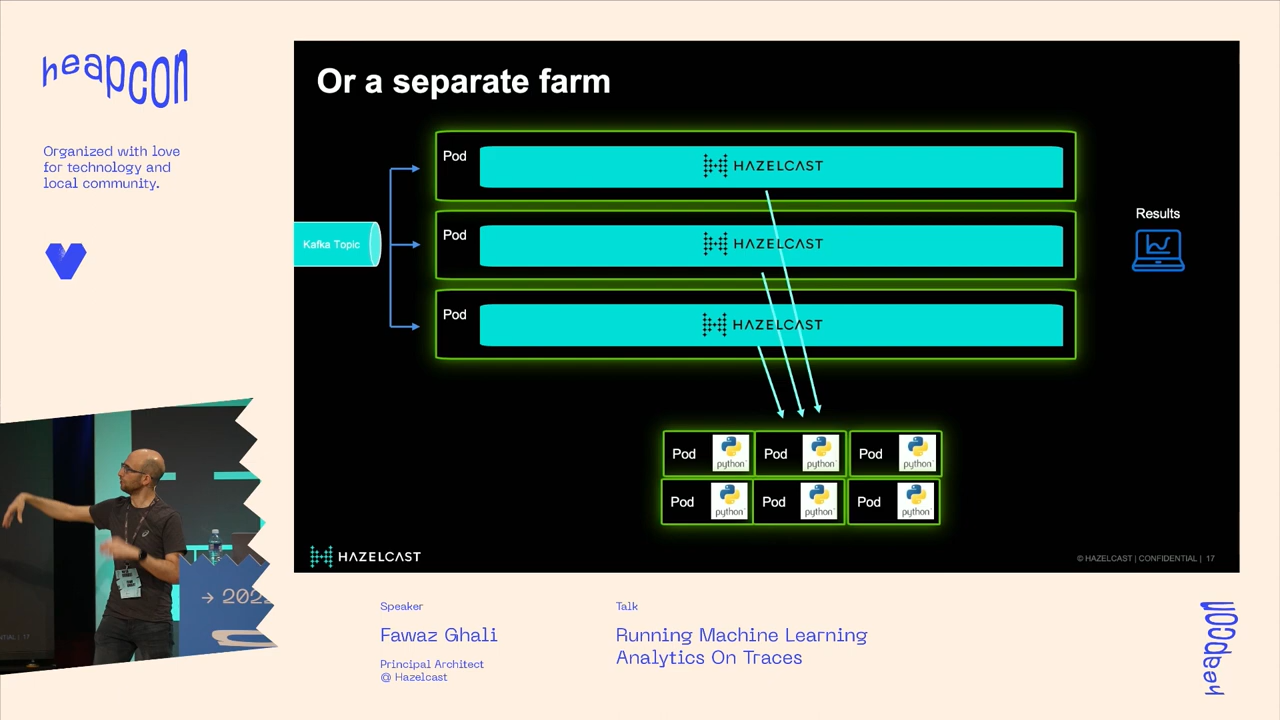 heapcon
Organized with love
for technology and
local community.
Or a separate farm
Pod
HAZELCAST
Pod
HAZELCAST
Pod
HAZELCAST
Kafka Topic
Results
Pod
python
Pod
python
Pod
python
Pod
python
Pod
python
Pod
python
HAZELCAST
© HAZELCAST | CONFIDENTIAL | 17
Speaker
Fawaz Ghali
Principal Architect
@ Hazelcast
Talk
Running Machine Learning
Analytics On Traces
heapcon